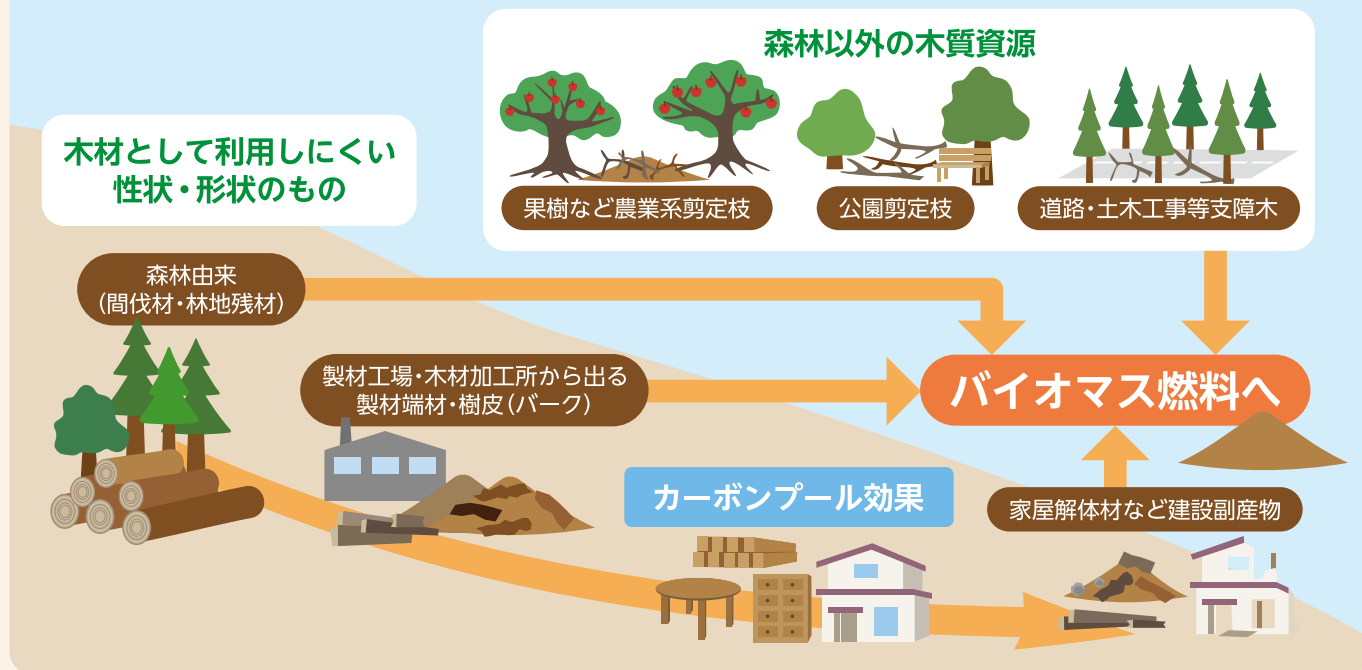 森林以外の木質資源
果樹など農業系剪定枝
公園剪定枝
道路・土木工事等支障木
木材として利用しにくい
性状・形状のもの
森林由来
（間伐材・林地残材）
製材工場・木材加工所から出る
製材端材・樹皮（バーク）
バイオマス燃料へ
カーボンプール効果
家屋解体材など建設副産物